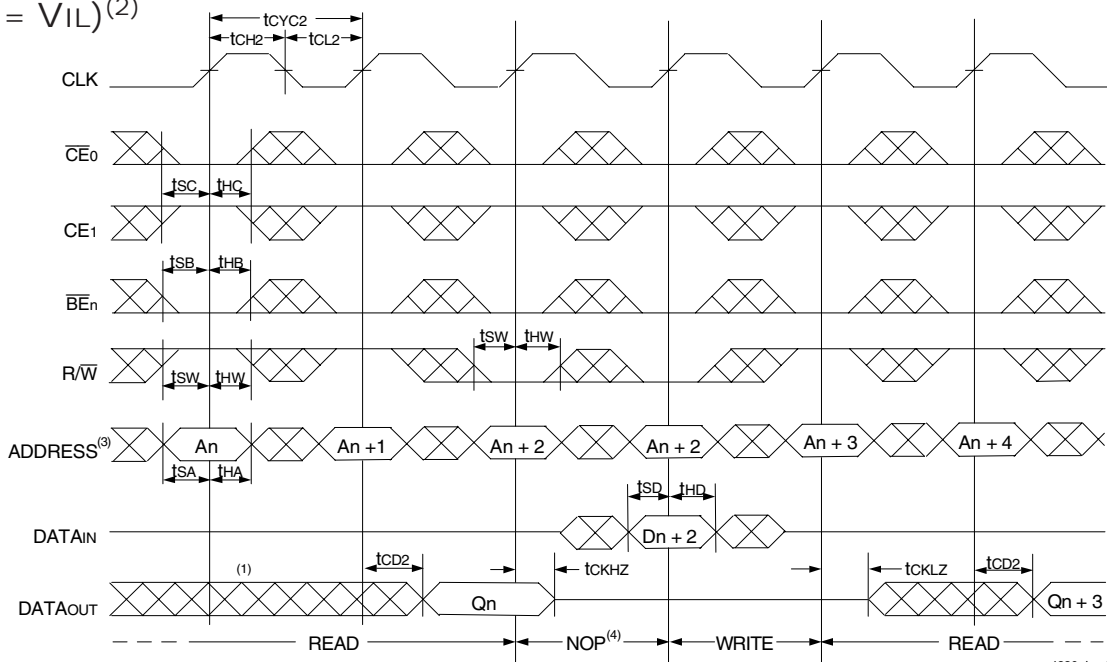 = VIL)(2)
tCYC2
tCH2 tCL2
CLK
CE0
tSC tHC
CE1
tSB tHB
BEn
tSW tHW
R/W
tSW tHW
ADDRESS(3) An An +1 An + 2 An + 2 An + 3 An + 4
tSA tHA
tSD tHD
DATAIN Dn + 2
(1) tCD2 tCKHZ tCKLZ tCD2
DATAOUT Qn Qn + 3
READ NOP(4) WRITE READ